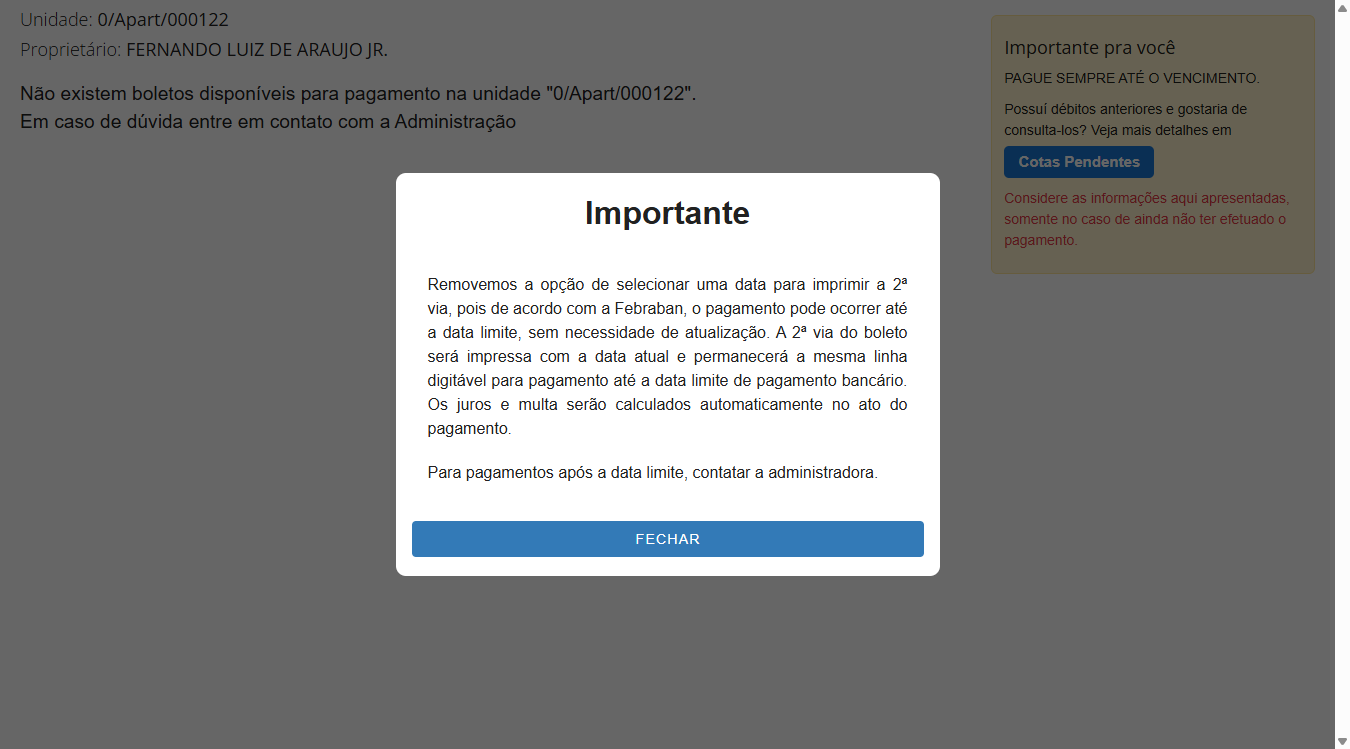 Unidade: 0/Apart/000122
Proprietário: FERNANDO LUIZ DE ARAUJO JR.
Não existem boletos disponíveis para pagamento na unidade "0/Apart/000122".
Em caso de dúvida entre em contato com a Administração
Importante pra você
PAGUE SEMPRE ATÉ O VENCIMENTO.
Possuí débitos anteriores e gostaria de
consulta-los? Veja mais detalhes em
Cotas Pendentes
Considere as informações aqui apresentadas,
somente no caso de ainda não ter efetuado o
pagamento.
Importante
Removemos a opção de selecionar uma data para imprimir a 2ª
via, pois de acordo com a Febraban, o pagamento pode ocorrer até
a data limite, sem necessidade de atualização. A 2ª via do boleto
será impressa com a data atual e permanecerá a mesma linha
digitável para pagamento até a data limite de pagamento bancário.
Os juros e multa serão calculados automaticamente no ato do
pagamento.
Para pagamentos após a data limite, contatar a administradora.
FECHAR